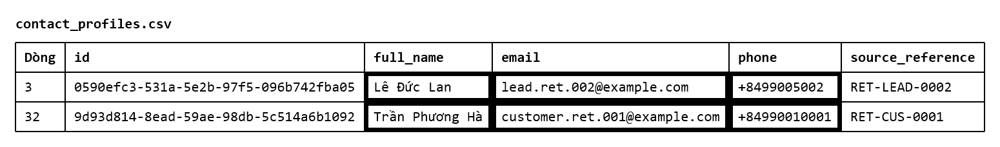 contact_profiles.csv
Dòng id full_name email phone source_reference
3 0590efc3-531a-5e2b-97f5-096b742fba05 Lê Đức Lan lead.ret.002@example.com +8499005002 RET-LEAD-0002
32 9d93d814-8ead-59ae-98db-5c514a6b1092 Trần Phương Hà customer.ret.001@example.com +84990010001 RET-CUS-0001